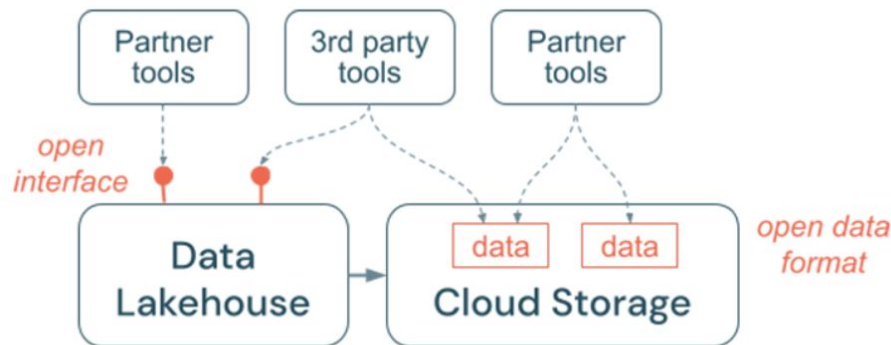 Partner
tools
3rd party
tools
Partner
tools
open
interface
data
data
open data
format
Data
Lakehouse
Cloud Storage